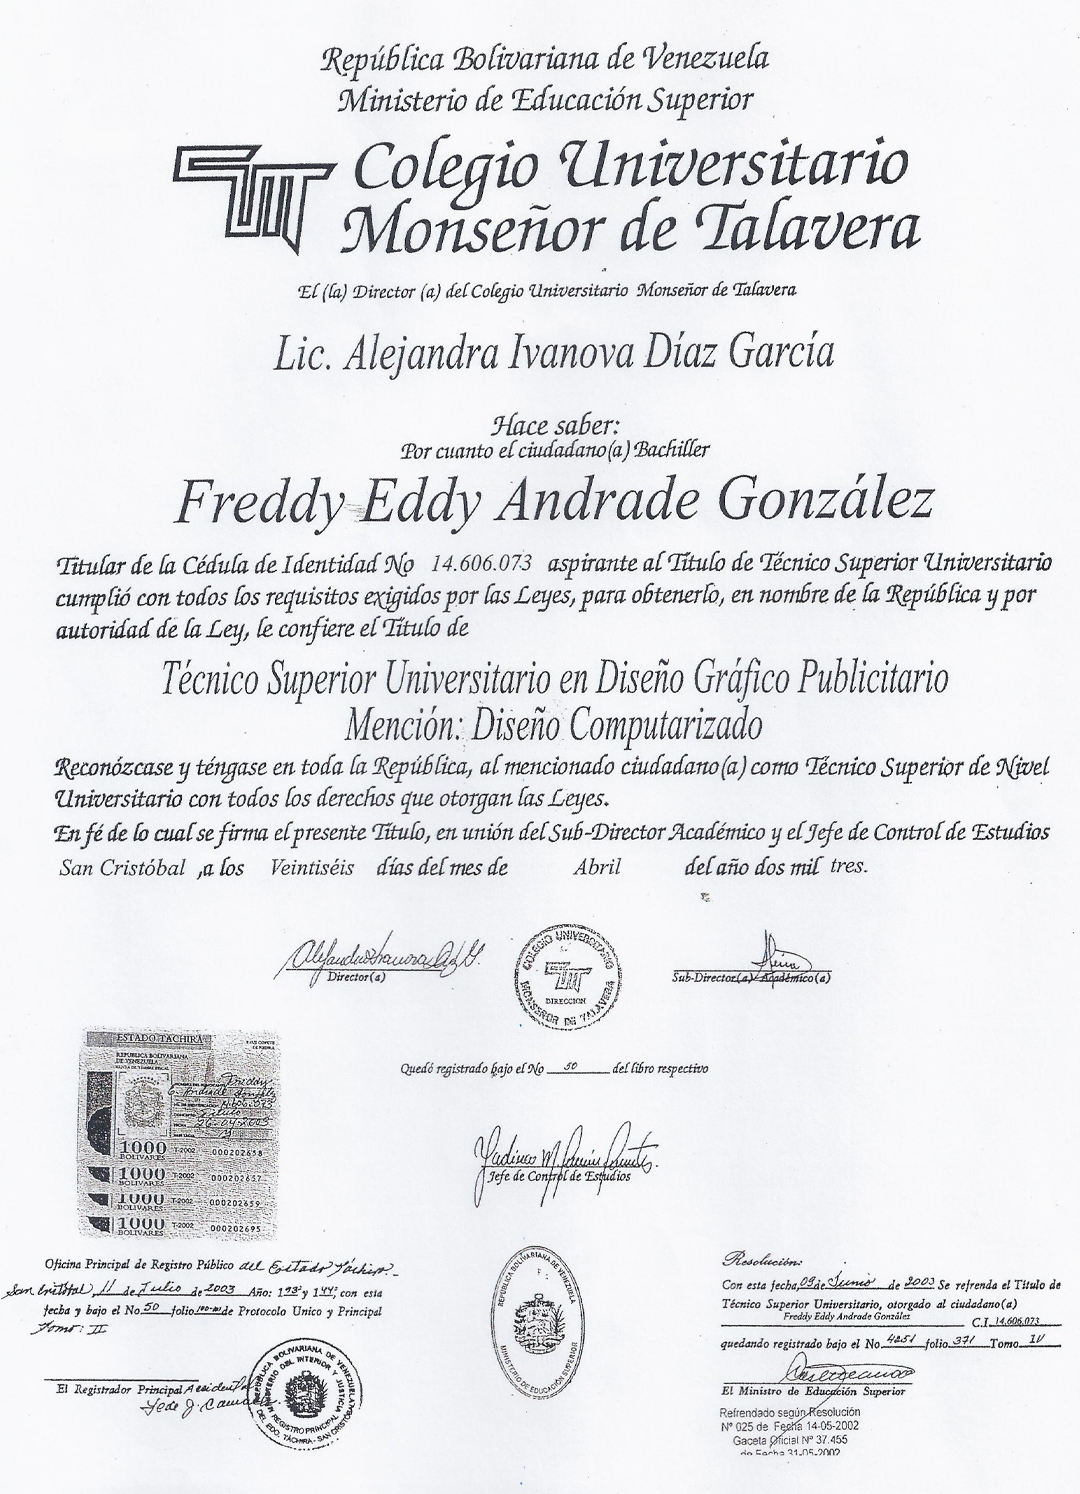 República Bolivariana de Venezuela
Ministerio de Educación Superior
Colegio Universitario
Monseñor de Talavera
El (la) Director (a) del Colegio Universitario Monseñor de Talavera
Lic. Alejandra Ivanova Díaz García
Hace saber:
Por cuanto el ciudadano(a) Bachiller
Freddy Eddy Andrade González
Titular de la Cédula de Identidad No 14.606.073 aspirante al Título de Técnico Superior Universitario
cumplió con todos los requisitos exigidos por las Leyes, para obtenerlo, en nombre de la República y por
autoridad de la Ley, le confiere el Título de
Técnico Superior Universitario en Diseño Gráfico Publicitario
Mención: Diseño Computarizado
Reconózcase y téngase en toda la República, al mencionado ciudadano(a) como Técnico Superior de Nivel
Universitario con todos los derechos que otorgan las Leyes.
En fé de lo cual se firma el presente Título, en unión del Sub-Director Académico y el Jefe de Control de Estudios
San Cristóbal ,a los Veintiséis días del mes de Abril del año dos mil tres.
Director(a)
COLEGIO UNIVERCITARIO
MONSEÑOR DE TALAVERA
DIRECCION
Sub-Director(a) Académico(a)
ESTADO TACHIRA
REPUBLICA BOLIVARIANA
DE VENEZUELA
Freddy
E. Andrade González
14.606.073
Título
26-04-2003
1000 BOLIVARES T-2002 000202658
1000 BOLIVARES T-2002 000202657
1000 BOLIVARES T-2002 000202659
1000 BOLIVARES T-2002 000202695
Quedó registrado bajo el No 50 del libro respectivo
Jefe de Control de Estudios
Oficina Principal de Registro Público del Estado Táchira
San Cristóbal, 11 de Julio de 2003 Año: 193º y 144º, con esta
fecha y bajo el No. 50 folio de Protocolo Unico y Principal
Tomo: II
El Registrador Principal
REPUBLICA BOLIVARIANA DE VENEZUELA
MINISTERIO DEL INTERIOR Y JUSTICIA
REGISTRO PRINCIPAL
DEL EDO. TACHIRA - SAN CRISTOBAL
REPUBLICA BOLIVARIANA DE VENEZUELA
MINISTERIO DE EDUCACION SUPERIOR
Resolución:
Con esta fecha, 09 de Junio de 2003 Se refrenda el Título de
Técnico Superior Universitario, otorgado al ciudadano(a)
Freddy Eddy Andrade González C.I. 14.606.073
quedando registrado bajo el No. 4251 folio 371 Tomo IV
El Ministro de Educación Superior
Refrendado según Resolución
Nº 025 de Fecha 14-05-2002
Gaceta Oficial Nº 37.455
de Fecha 31-05-2002